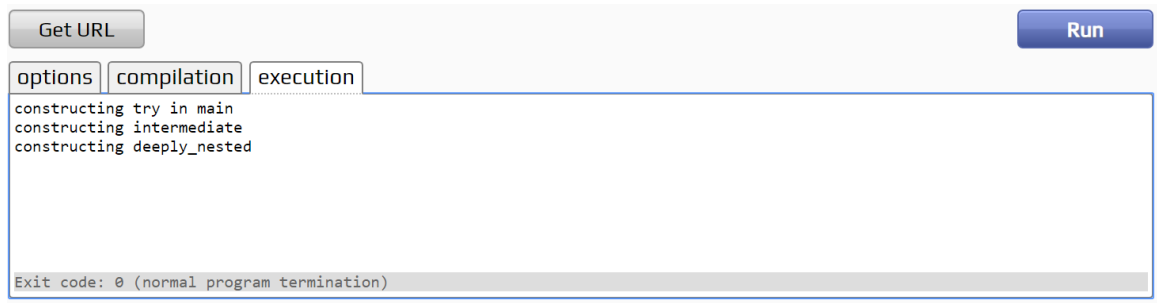 Get URL
Run
options
compilation
execution
constructing try in main
constructing intermediate
constructing deeply_nested
Exit code: 0 (normal program termination)